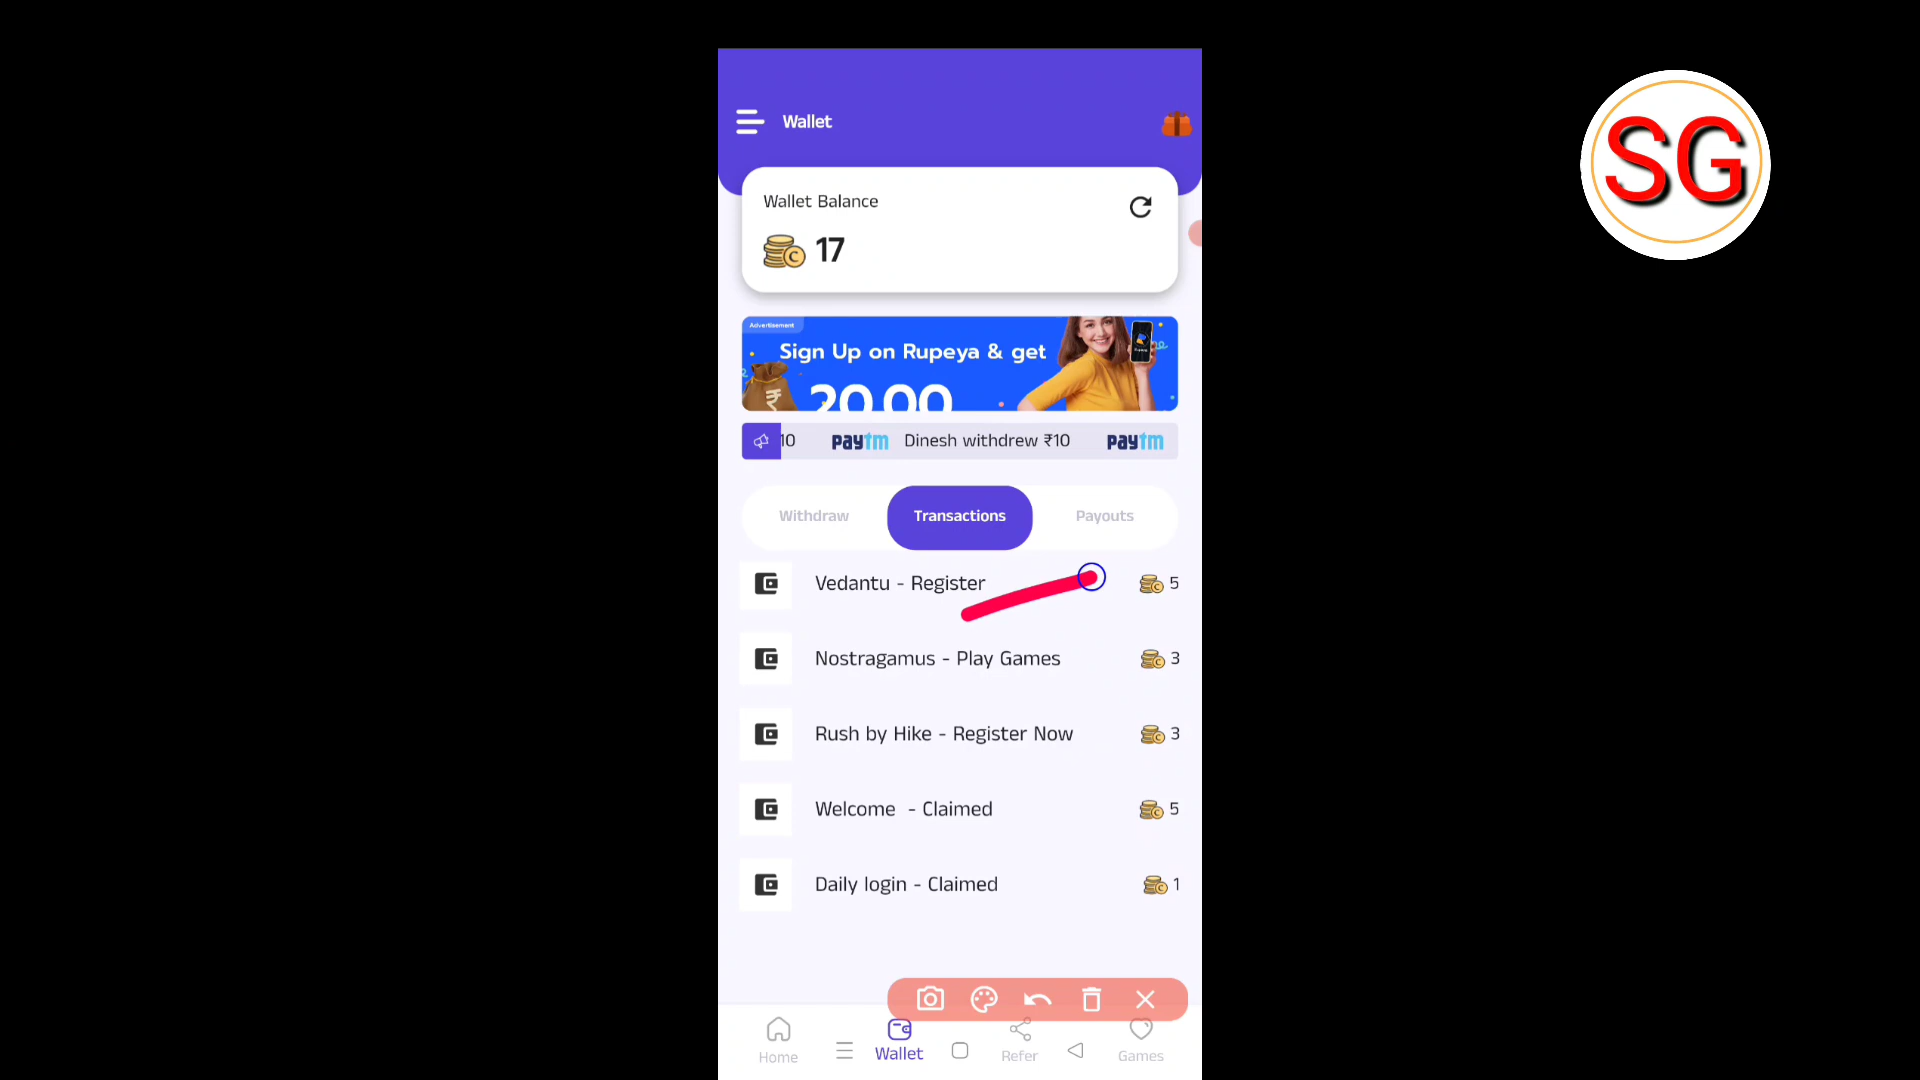 SG
Wallet
Wallet Balance
17
Advertisement
Sign Up on Rupeya & get
20.00
10 paytm Dinesh withdrew ₹10 paytm
Withdraw Transactions Payouts
Vedantu - Register 5
Nostragamus - Play Games 3
Rush by Hike - Register Now 3
Welcome - Claimed 5
Daily login - Claimed 1
Home Wallet Refer Games